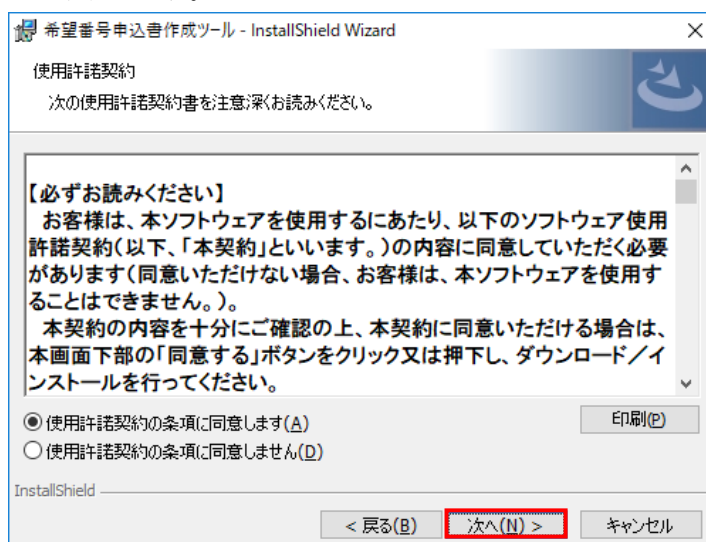 希望番号申込書作成ツール - InstallShield Wizard
使用許諾契約
次の使用許諾契約書を注意深くお読みください。
【必ずお読みください】
お客様は、本ソフトウェアを使用するにあたり、以下のソフトウェア使用
許諾契約(以下、「本契約」といいます。)の内容に同意していただく必要
があります(同意いただけない場合、お客様は、本ソフトウェアを使用す
ることはできません。)。
本契約の内容を十分にご確認の上、本契約に同意いただける場合は、
本画面下部の「同意する」ボタンをクリック又は押下し、ダウンロード/イ
ンストールを行ってください。
使用許諾契約の条項に同意します(A)
印刷(P)
使用許諾契約の条項に同意しません(D)
InstallShield
< 戻る(B) 次へ(N) > キャンセル